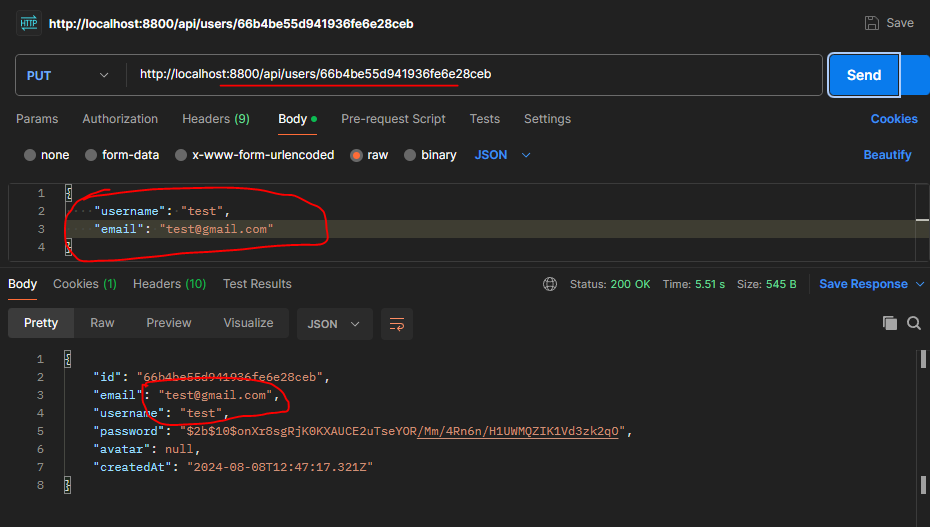 HTTP http://localhost:8800/api/users/66b4be55d941936fe6e28ceb Save
PUT http://localhost:8800/api/users/66b4be55d941936fe6e28ceb Send
Params Authorization Headers (9) Body Pre-request Script Tests Settings Cookies
none form-data x-www-form-urlencoded raw binary JSON Beautify
1 {
2 "username": "test",
3 "email": "test@gmail.com"
4 }
Body Cookies (1) Headers (10) Test Results Status: 200 OK Time: 5.51 s Size: 545 B Save Response
Pretty Raw Preview Visualize JSON
1 {
2 "id": "66b4be55d941936fe6e28ceb",
3 "email": "test@gmail.com",
4 "username": "test",
5 "password": "$2b$10$onXr8sgRjK0KXAUCE2uTseYOR/Mm/4Rn6n/H1UWMQZIK1Vd3zk2qO",
6 "avatar": null,
7 "createdAt": "2024-08-08T12:47:17.321Z"
8 }